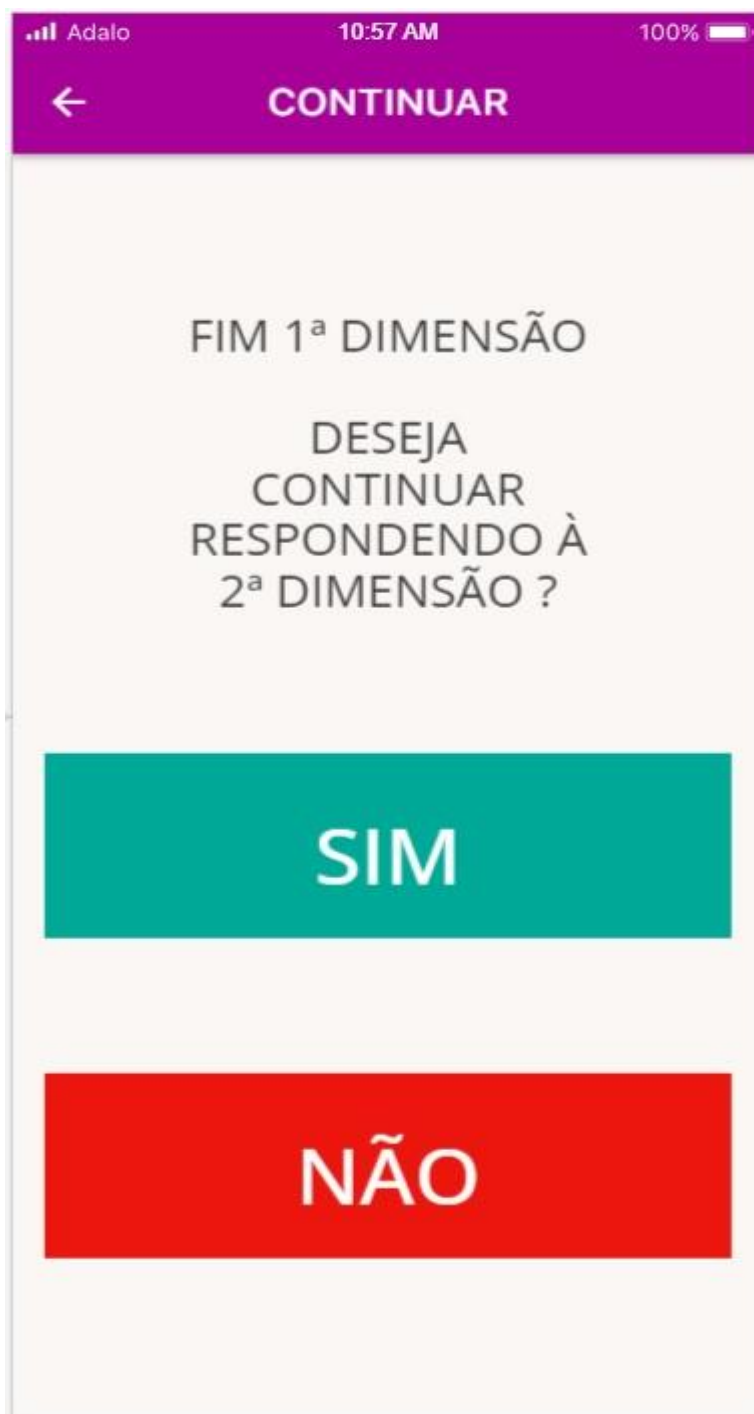 Adalo 10:57 AM 100%
CONTINUAR
FIM 1ª DIMENSÃO
DESEJA
CONTINUAR
RESPONDENDO À
2ª DIMENSÃO ?
SIM
NÃO